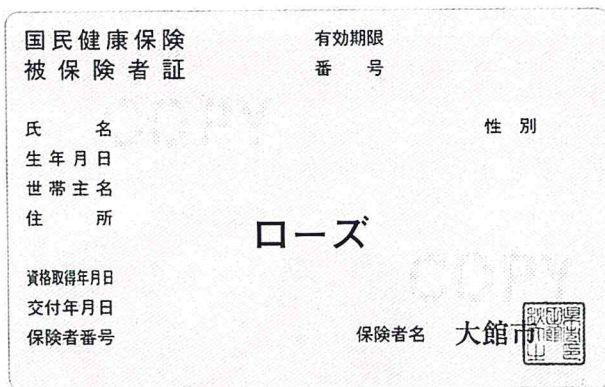 国民健康保険
被保険者証
有効期限
番 号
氏 名
性 別
生年月日
世帯主名
住 所
ローズ
資格取得年月日
交付年月日
保険者番号
保険者名 大館市
COPY
COPY